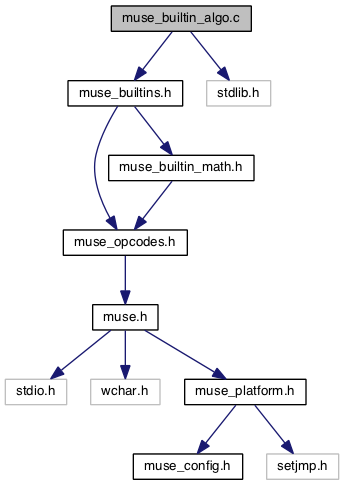 muse_builtin_algo.c
muse_builtins.h
stdlib.h
muse_builtin_math.h
muse_opcodes.h
muse.h
stdio.h
wchar.h
muse_platform.h
muse_config.h
setjmp.h